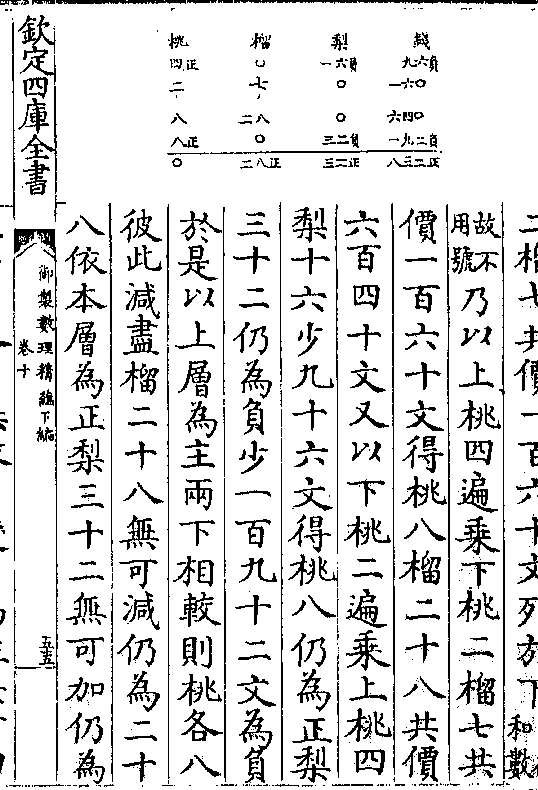 桃 榴 梨 錢
四正 〇 一六負 九六負
二 七 〇 一六〇
八 二八 〇 六四〇
八正 〇 三二負 一九二負
〇 二八正 三二正 八三二正
二榴七共價一百六十文列於下和數
故不用號乃以上桃四遍乘下桃二榴七共
價一百六十文得桃八榴二十八共價
六百四十文又以下桃二遍乘上桃四
梨十六少九十六文得桃八仍為正梨
三十二仍為負少一百九十二文為負
於是以上層為主兩下相較則桃各八
彼此減盡榴二十八無可減仍為二十
八依本層為正梨三十二無可加仍為
欽定四庫全書
御製數理精蘊下編
卷十
五五